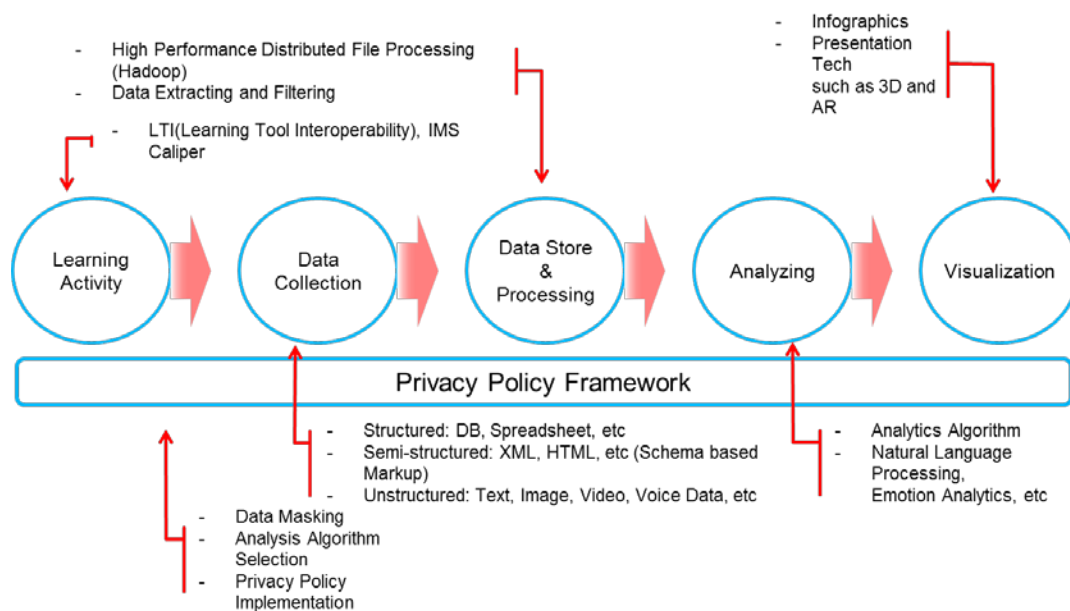 - High Performance Distributed File Processing
(Hadoop)
- Data Extracting and Filtering
- LTI(Learning Tool Interoperability), IMS
Caliper
- Infographics
- Presentation
Tech
such as 3D and
AR
Learning
Activity
Data
Collection
Data Store
&
Processing
Analyzing
Visualization
Privacy Policy Framework
- Structured: DB, Spreadsheet, etc
- Semi-structured: XML, HTML, etc (Schema based
Markup)
- Unstructured: Text, Image, Video, Voice Data, etc
- Analytics Algorithm
- Natural Language
Processing,
Emotion Analytics, etc
- Data Masking
- Analysis Algorithm
Selection
- Privacy Policy
Implementation